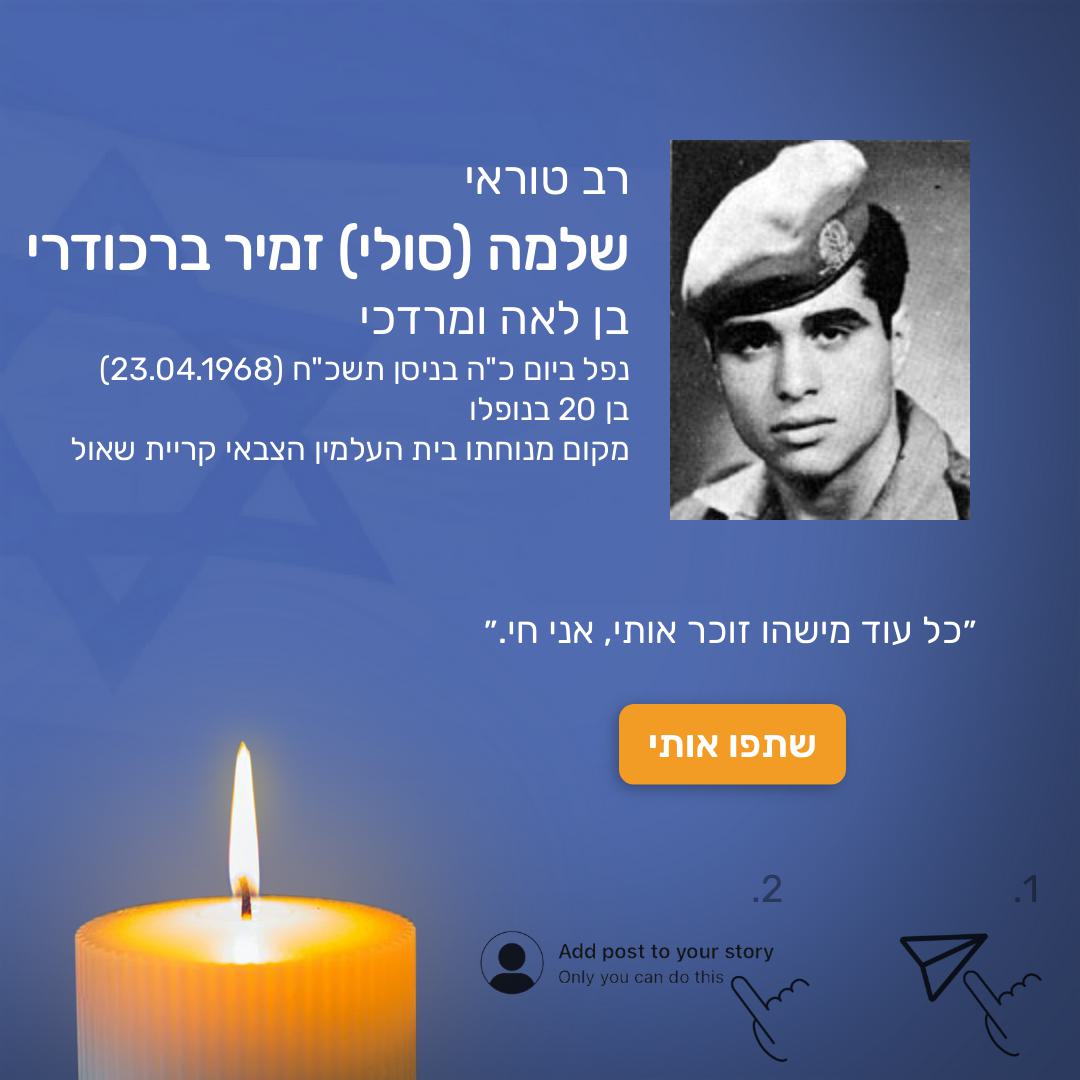 רב טוראי
שלמה (סולי) זמיר ברכודרי
בן לאה ומרדכי
נפל ביום כ"ה בניסן תשכ"ח (23.04.1968)
בן 20 בנופלו
מקום מנוחתו בית העלמין הצבאי קריית שאול
״כל עוד מישהו זוכר אותי, אני חי.״
שתפו אותי
1.
2.
Add post to your story
Only you can do this